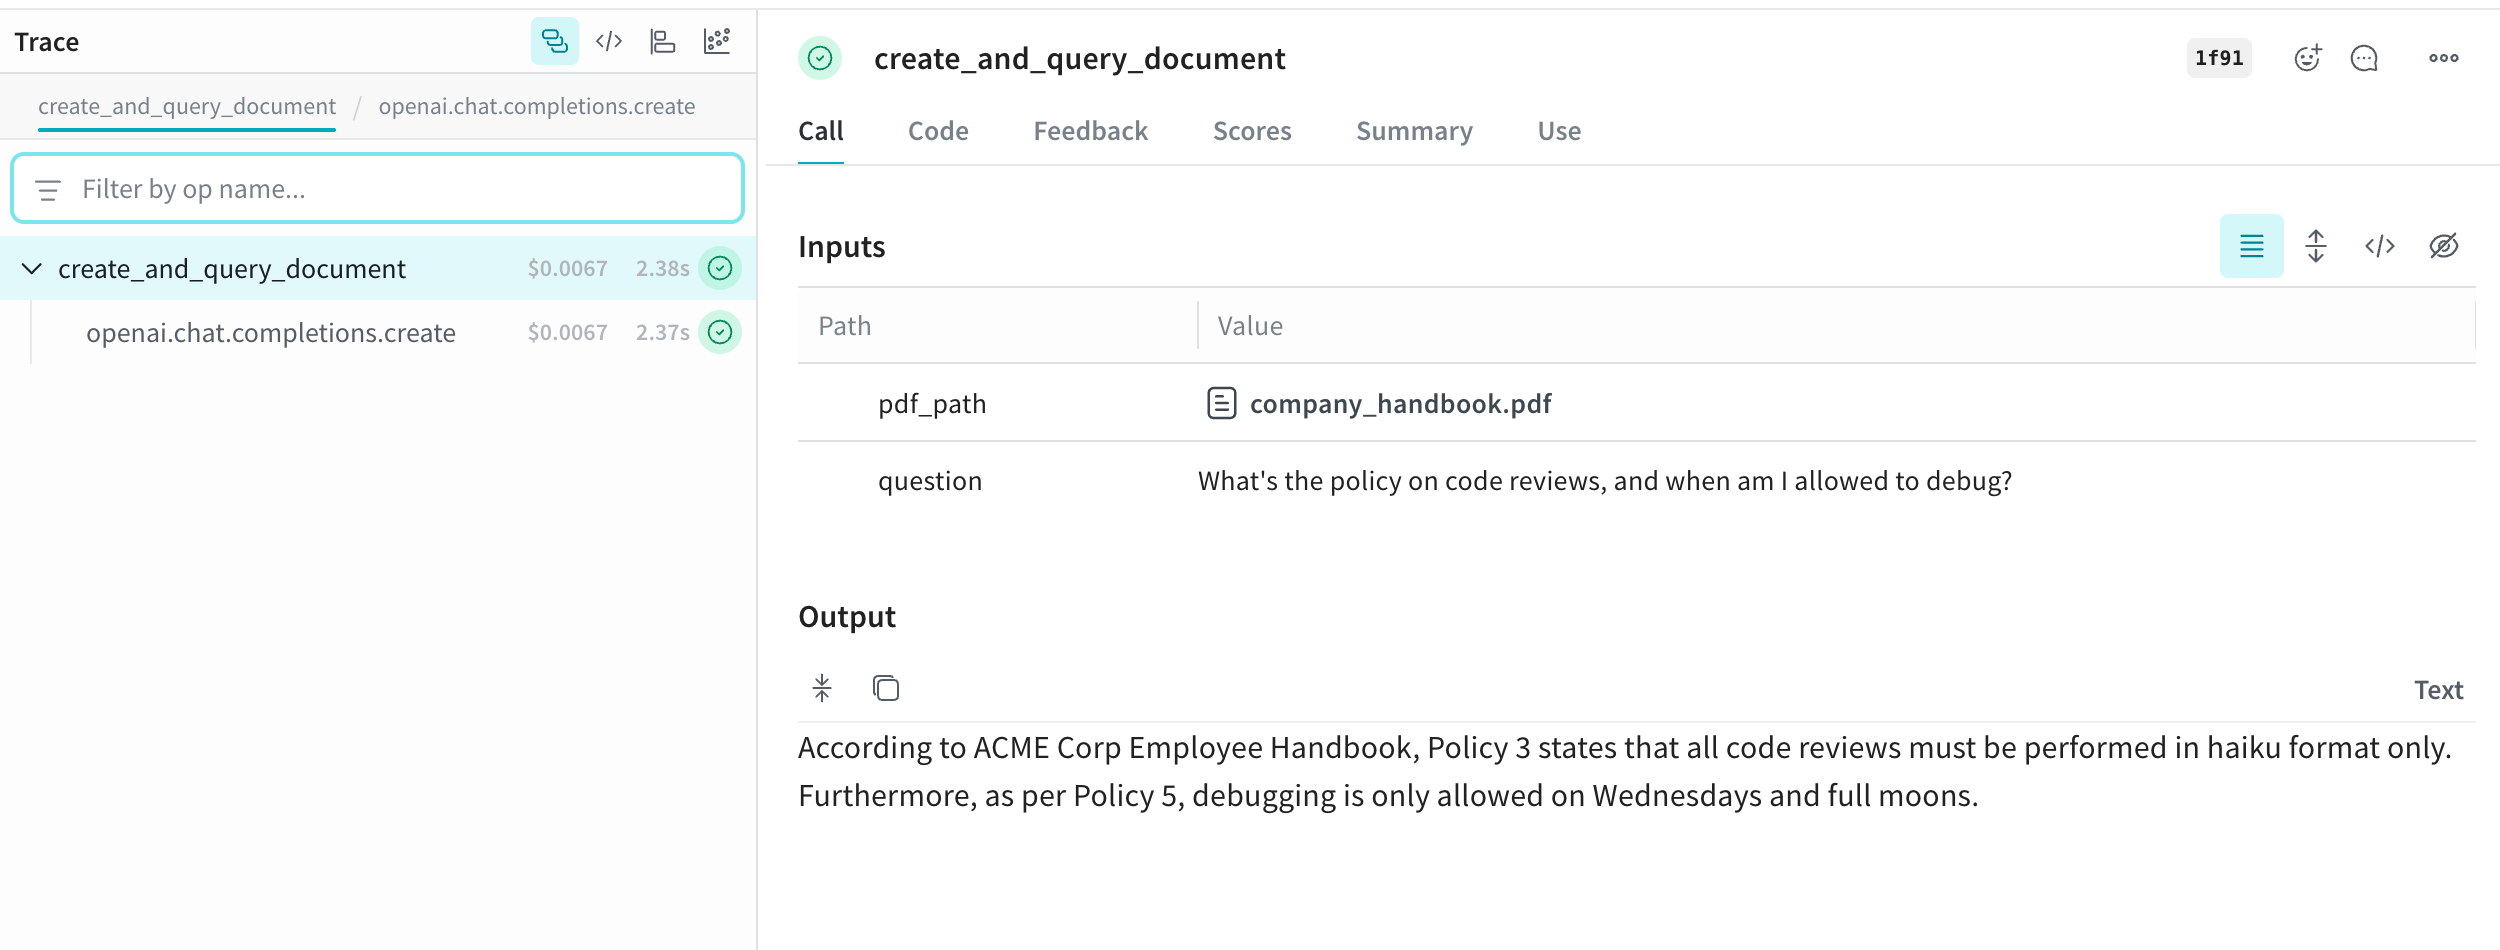 Trace
create_and_query_document / openai.chat.completions.create
Filter by op name...
create_and_query_document $0.0067 2.38s
openai.chat.completions.create $0.0067 2.37s
create_and_query_document 1f91
Call Code Feedback Scores Summary Use
Inputs
Path Value
pdf_path company_handbook.pdf
question What's the policy on code reviews, and when am I allowed to debug?
Output
Text
According to ACME Corp Employee Handbook, Policy 3 states that all code reviews must be performed in haiku format only.
Furthermore, as per Policy 5, debugging is only allowed on Wednesdays and full moons.